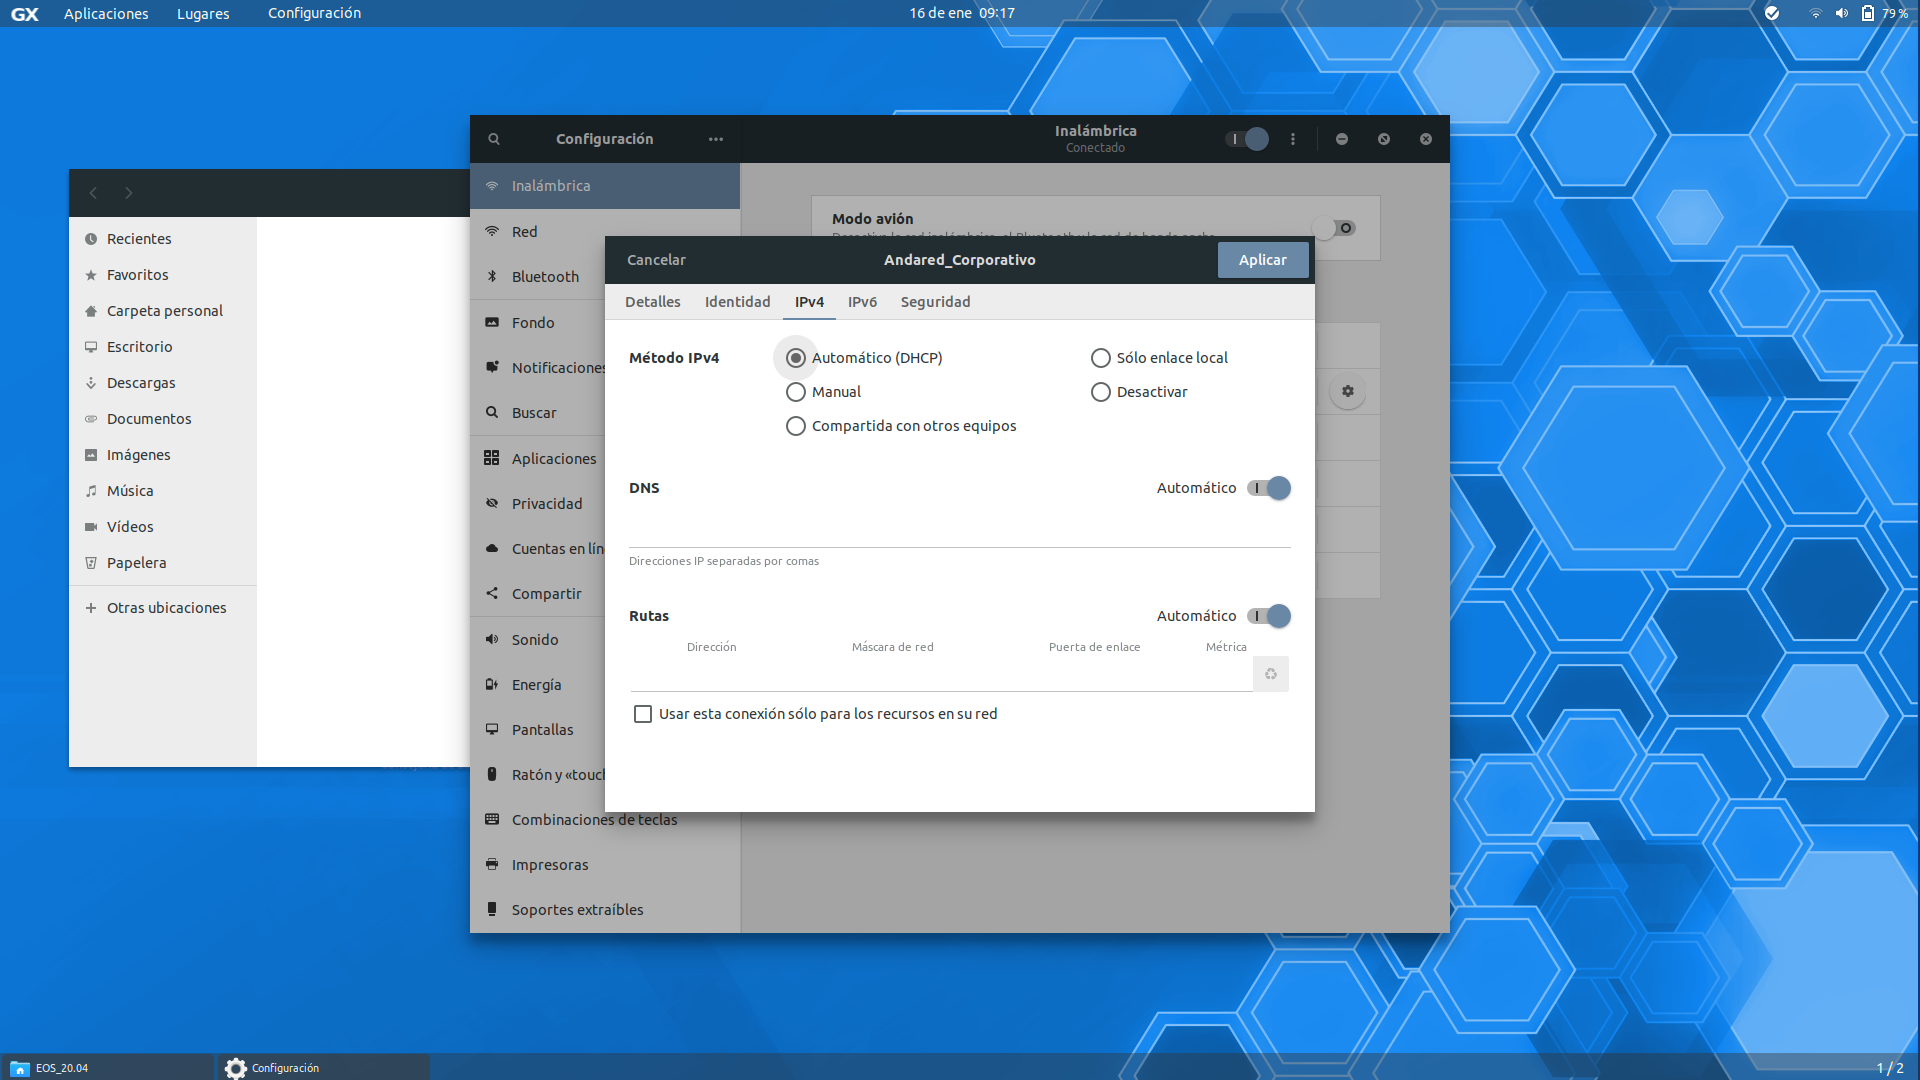 GX Aplicaciones Lugares Configuración 16 de ene 09:17 79 %
Configuración
Inalámbrica
Conectado
Recientes
Favoritos
Carpeta personal
Escritorio
Descargas
Documentos
Imágenes
Música
Vídeos
Papelera
Otras ubicaciones
Inalámbrica
Red
Bluetooth
Fondo
Notificaciones
Buscar
Aplicaciones
Privacidad
Cuentas en
Compartir
Sonido
Energía
Pantallas
Ratón y
Combinaciones de teclas
Impresoras
Soportes extraíbles
Modo avión
Cancelar Andared_Corporativo Aplicar
Detalles Identidad IPv4 IPv6 Seguridad
Método IPv4 Automático (DHCP) Sólo enlace local
Manual Desactivar
Compartida con otros equipos
DNS Automático
Direcciones IP separadas por comas
Rutas Automático
Dirección Máscara de red Puerta de enlace Métrica
Usar esta conexión sólo para los recursos en su red
EOS_20.04 Configuración 1 / 2